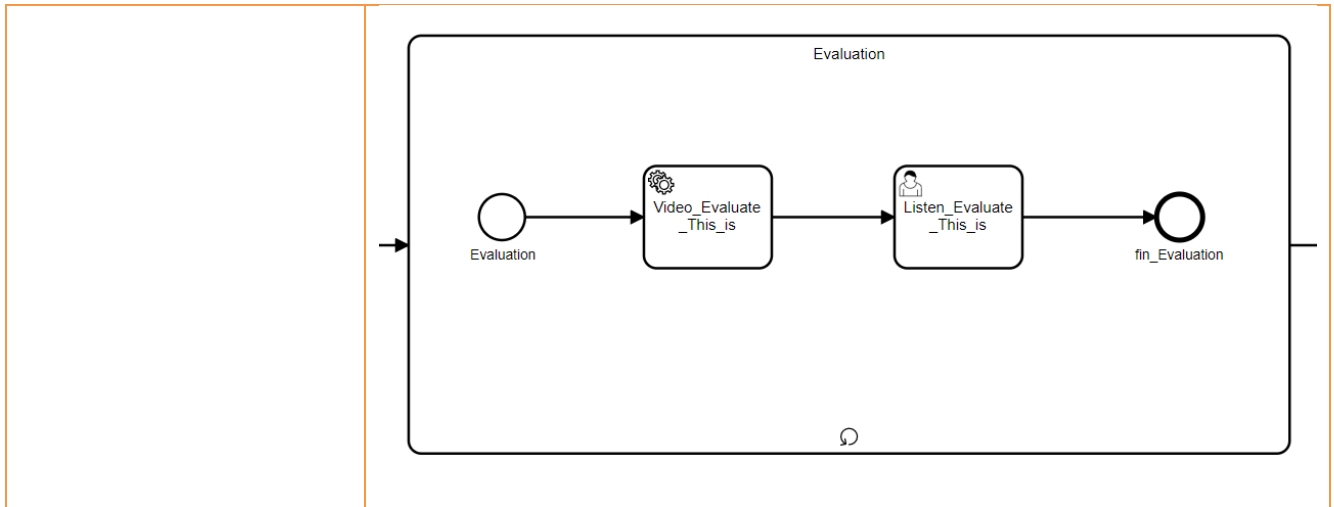 Evaluation
Video_Evaluate
_This_is
Listen_Evaluate
_This_is
Evaluation
fin_Evaluation